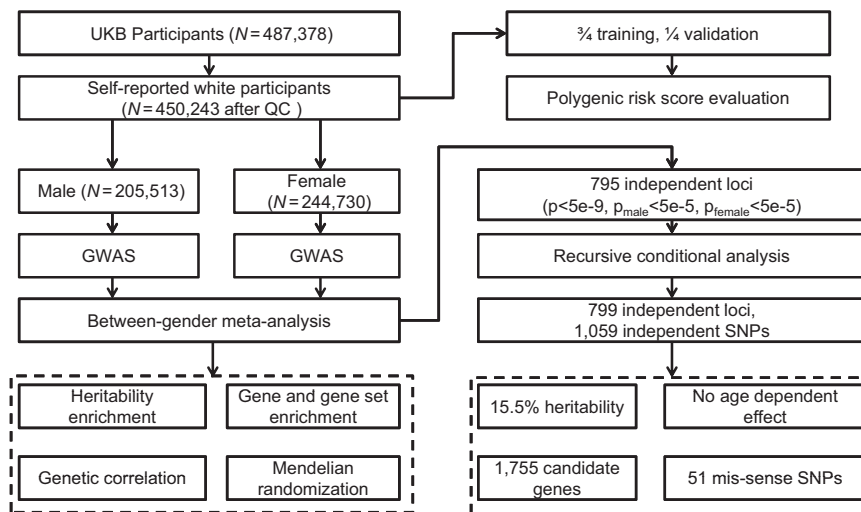 UKB Participants (N = 487,378)
Self-reported white participants
(N = 450,243 after QC )
Male (N = 205,513)
Female
(N = 244,730)
GWAS
GWAS
Between-gender meta-analysis
Heritability
enrichment
Gene and gene set
enrichment
Genetic correlation
Mendelian
randomization
¾ training, ¼ validation
Polygenic risk score evaluation
795 independent loci
(p<5e-9, pmale<5e-5, pfemale<5e-5)
Recursive conditional analysis
799 independent loci,
1,059 independent SNPs
15.5% heritability
No age dependent
effect
1,755 candidate
genes
51 mis-sense SNPs